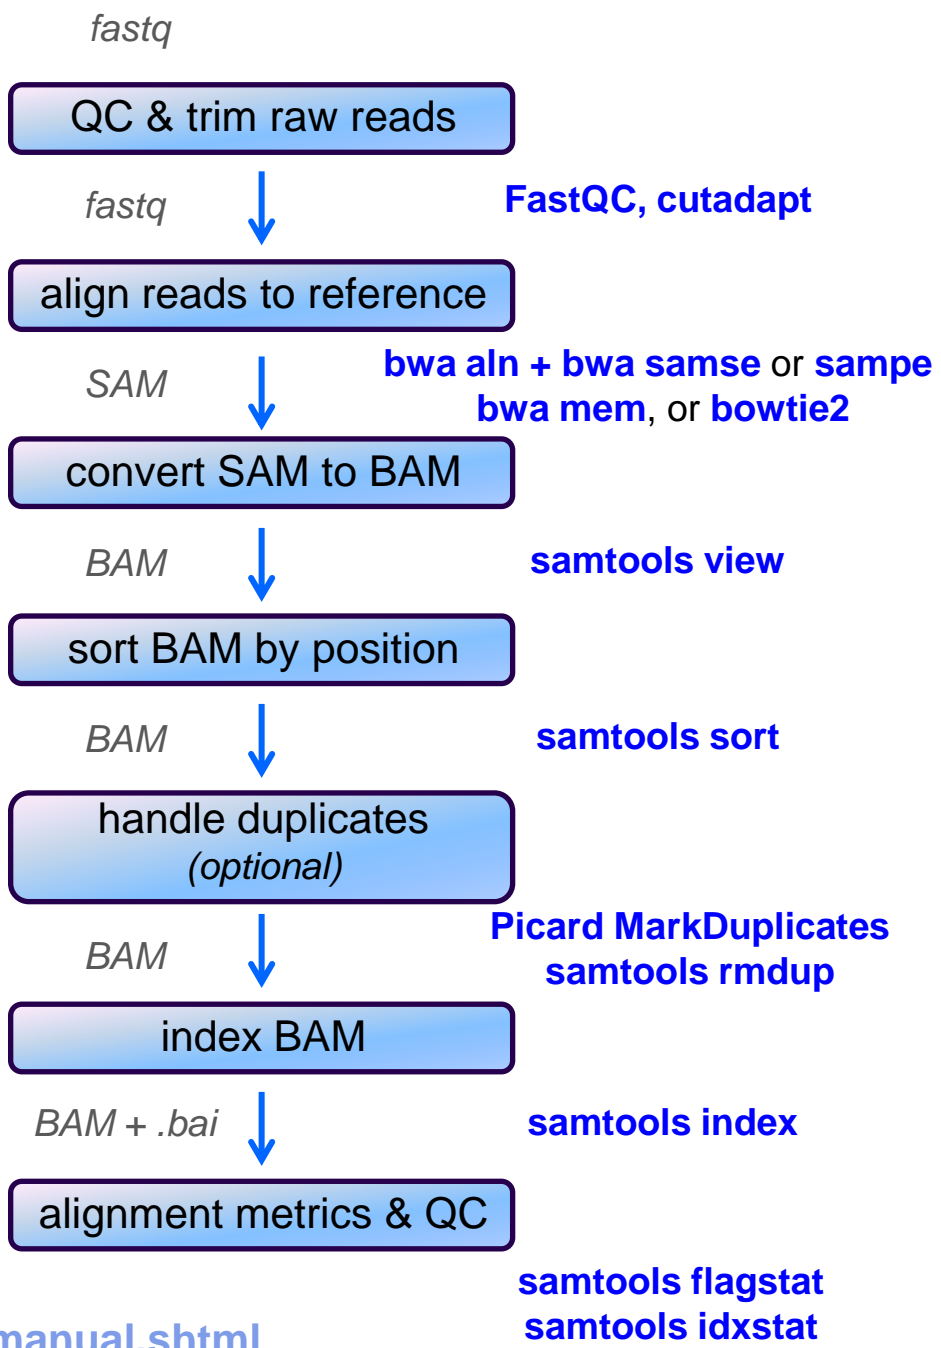 fastq
QC & trim raw reads
fastq
FastQC, cutadapt
align reads to reference
SAM
bwa aln + bwa samse or sampe
bwa mem, or bowtie2
convert SAM to BAM
BAM
samtools view
sort BAM by position
BAM
samtools sort
handle duplicates
(optional)
BAM
Picard MarkDuplicates
samtools rmdup
index BAM
BAM + .bai
samtools index
alignment metrics & QC
samtools flagstat
samtools idxstat
manual.shtml